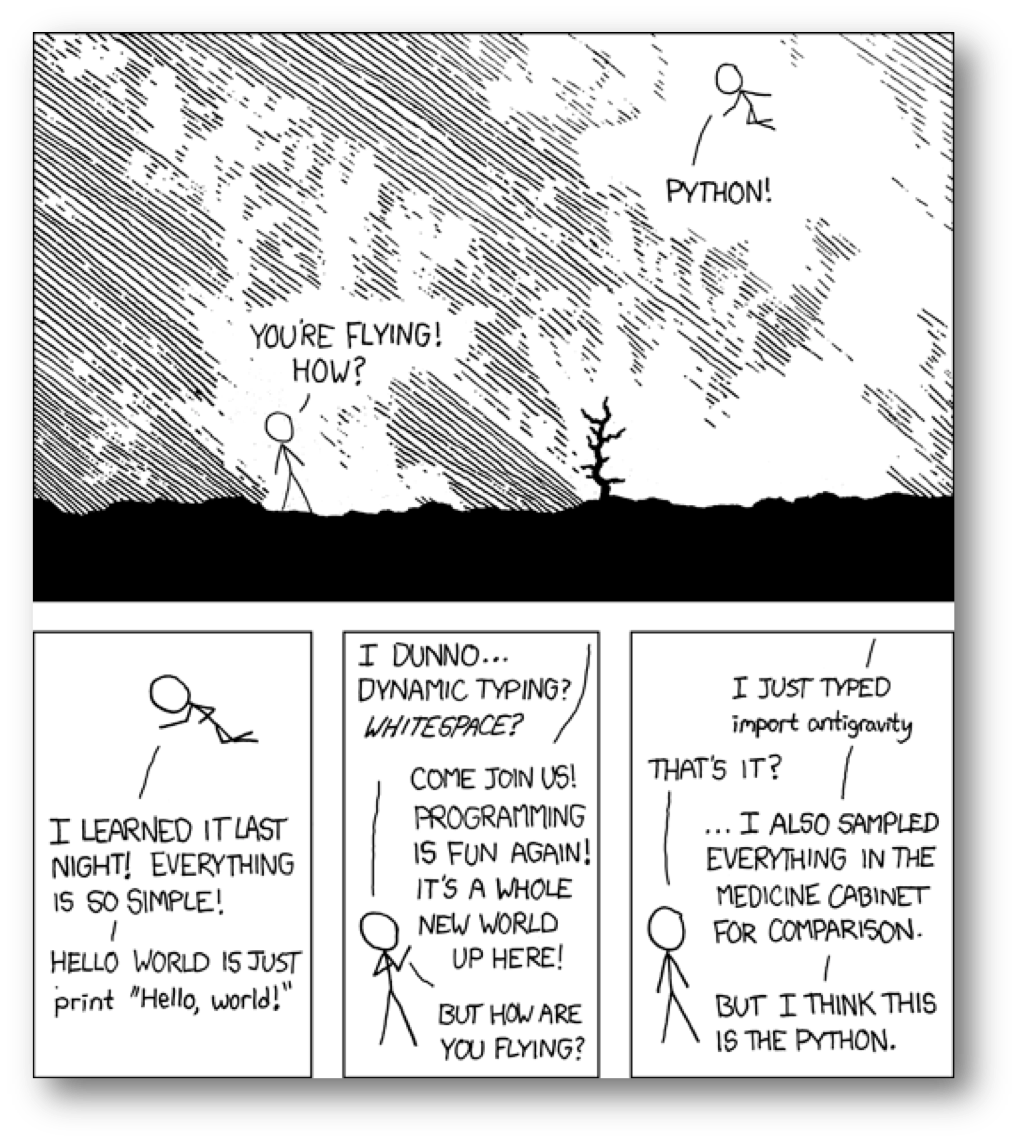 YOU'RE FLYING!
HOW?
PYTHON!
I LEARNED IT LAST
NIGHT! EVERYTHING
IS SO SIMPLE!
HELLO WORLD IS JUST
print "Hello, world!"
I DUNNO...
DYNAMIC TYPING?
WHITESPACE?
COME JOIN US!
PROGRAMMING
IS FUN AGAIN!
IT'S A WHOLE
NEW WORLD
UP HERE!
BUT HOW ARE
YOU FLYING?
I JUST TYPED
import antigravity
THAT'S IT?
... I ALSO SAMPLED
EVERYTHING IN THE
MEDICINE CABINET
FOR COMPARISON.
BUT I THINK THIS
IS THE PYTHON.